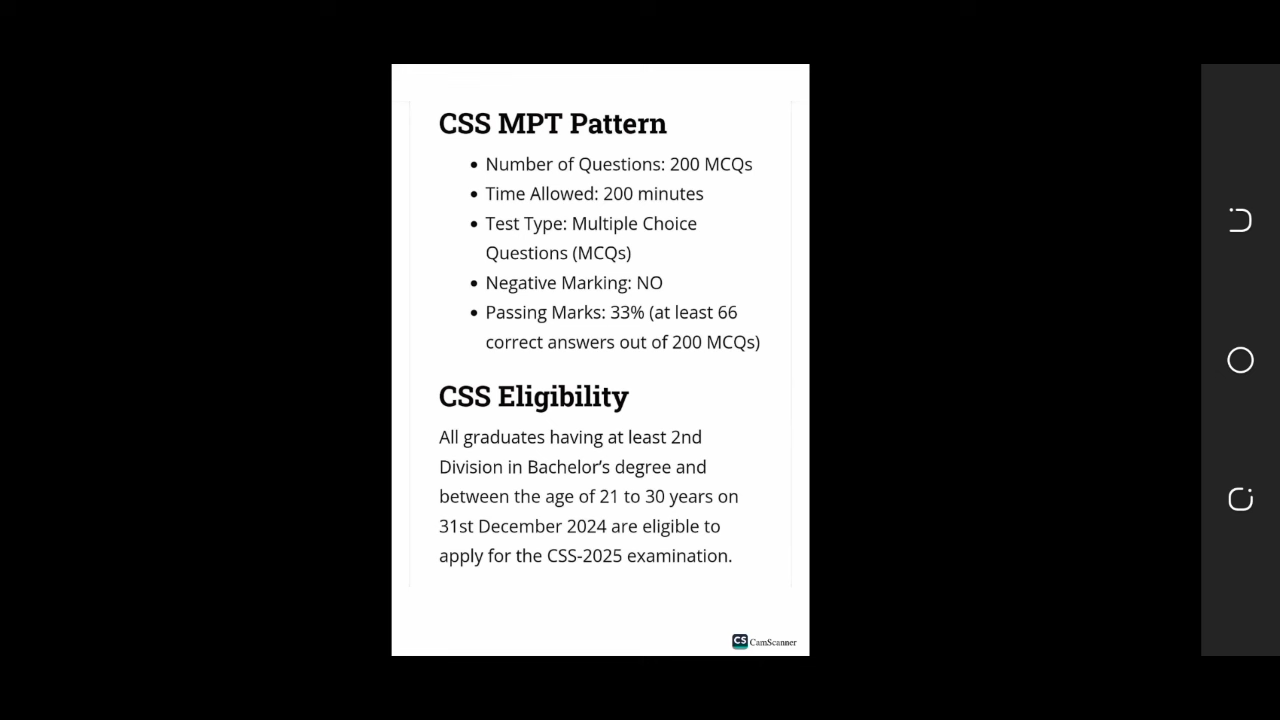 CSS MPT Pattern
• Number of Questions: 200 MCQs
• Time Allowed: 200 minutes
• Test Type: Multiple Choice
Questions (MCQs)
• Negative Marking: NO
• Passing Marks: 33% (at least 66
correct answers out of 200 MCQs)
CSS Eligibility
All graduates having at least 2nd
Division in Bachelor's degree and
between the age of 21 to 30 years on
31st December 2024 are eligible to
apply for the CSS-2025 examination.
CS CamScanner